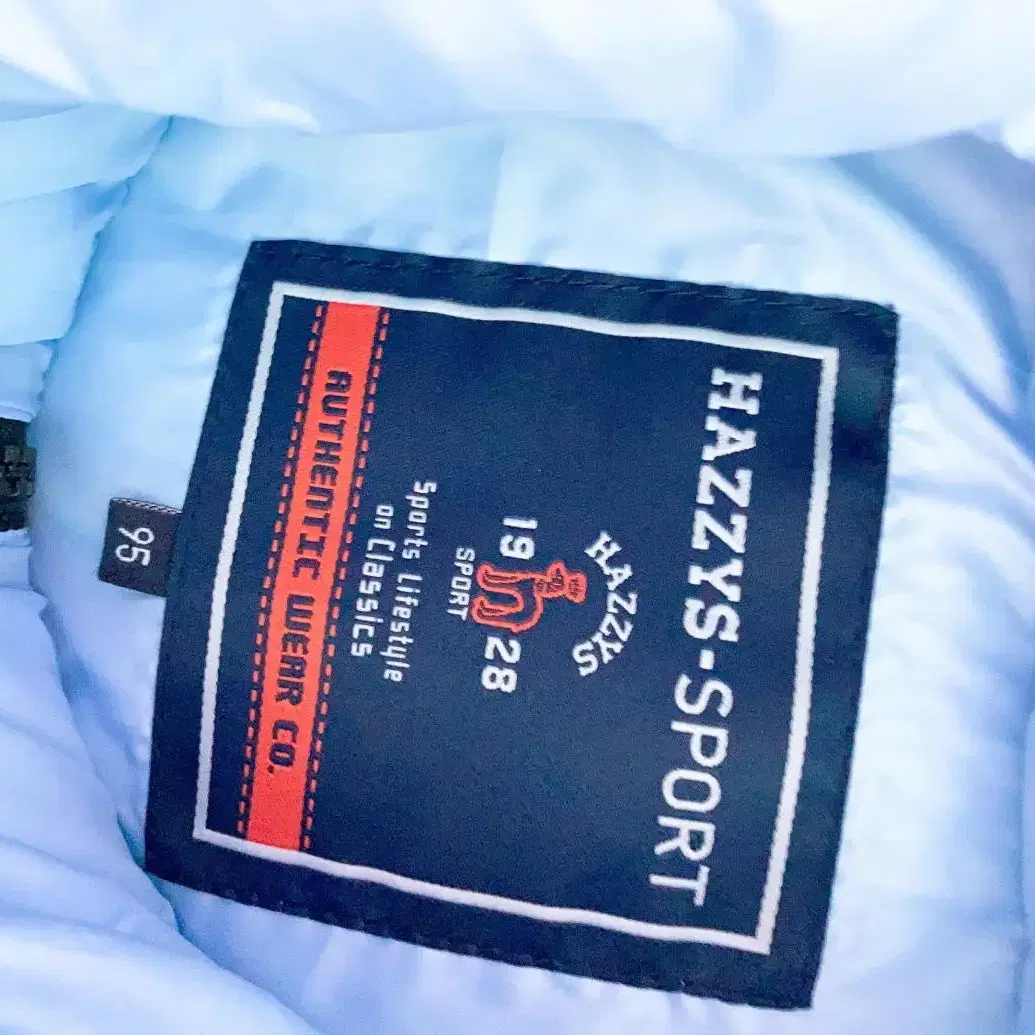 HAZZYS-SPORT
HAZZYS
19 28
SPORT
Sports Lifestyle
on Classics
AUTHENTIC WEAR CO.
95